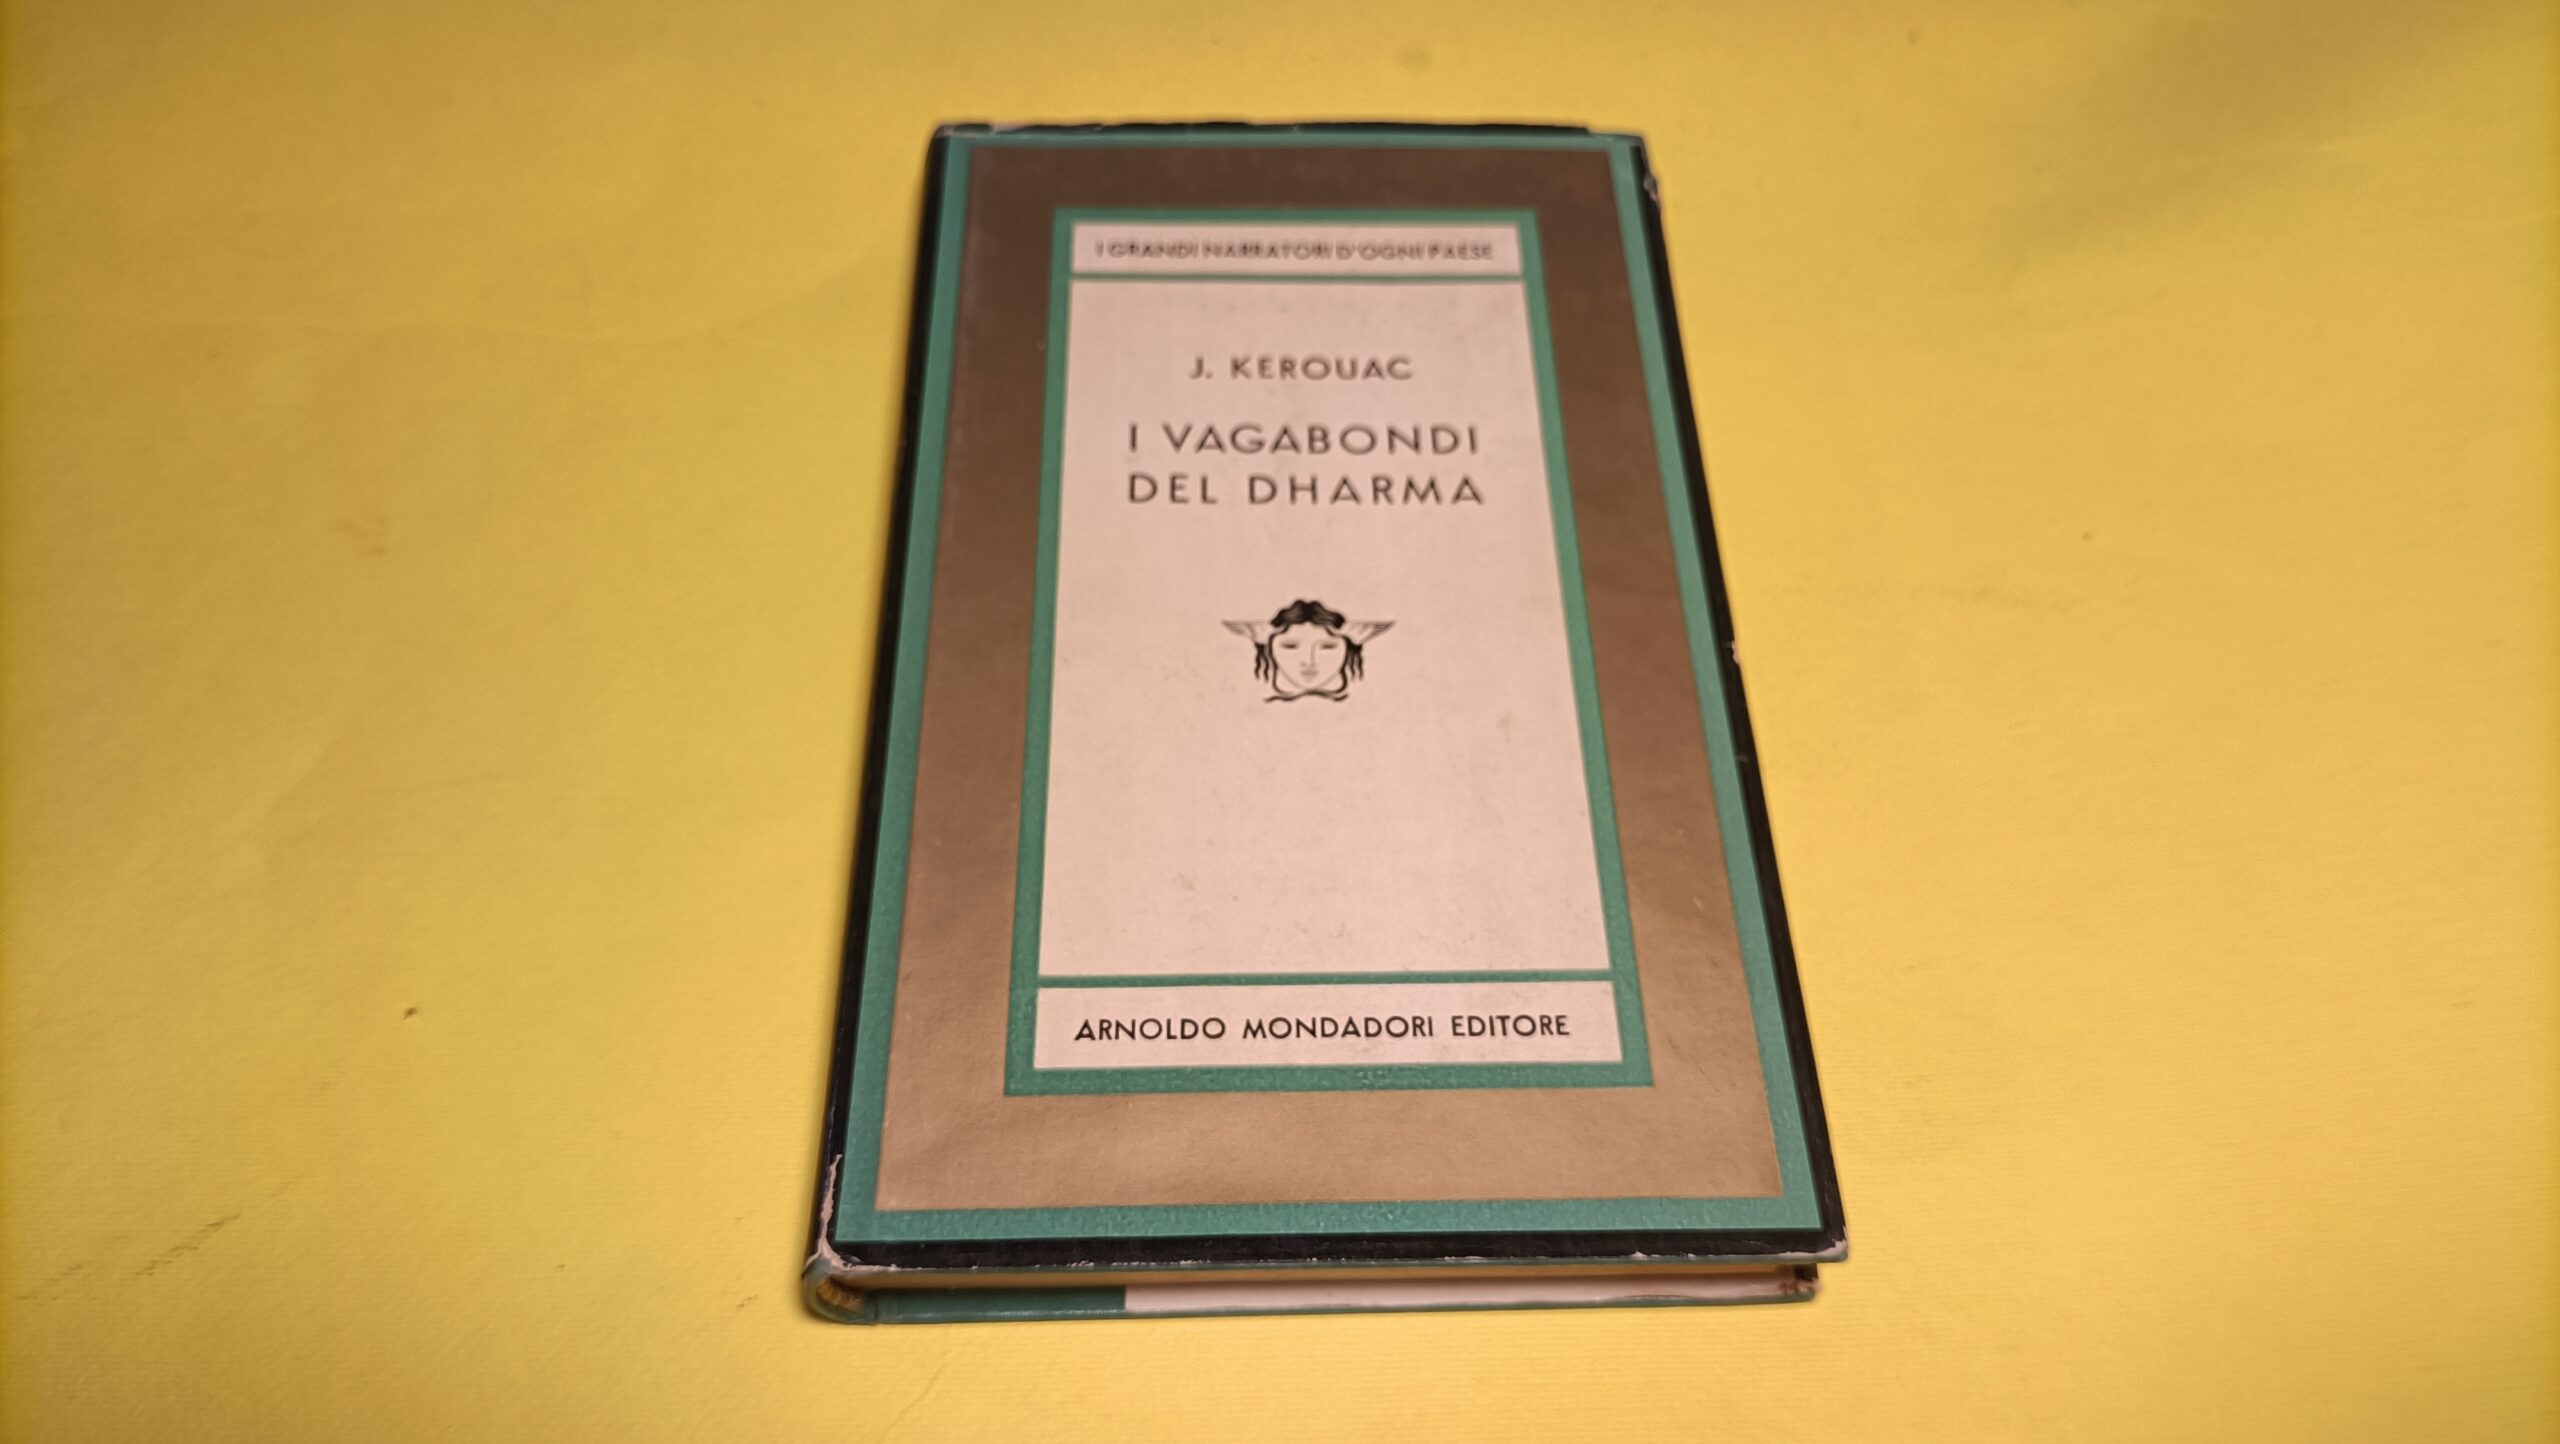 I GRANDI NARRATORI D'OGNI PAESE
J. KEROUAC
I VAGABONDI
DEL DHARMA
ARNOLDO MONDADORI EDITORE